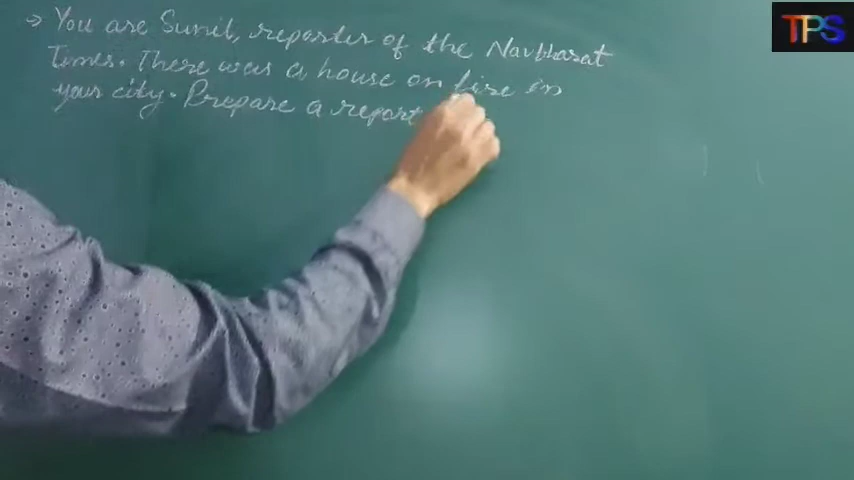 TPS
→ You are Sunil, reporter of the Navbharat
Times. There was a house on fire in
your city. Prepare a report